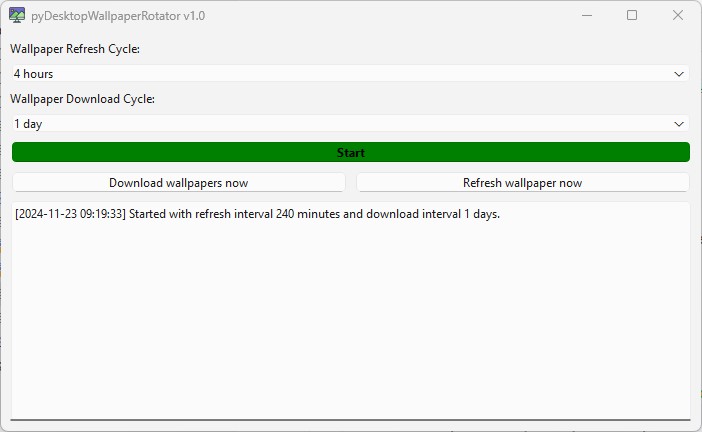 pyDesktopWallpaperRotator v1.0
Wallpaper Refresh Cycle:
4 hours
Wallpaper Download Cycle:
1 day
Start
Download wallpapers now
Refresh wallpaper now
[2024-11-23 09:19:33] Started with refresh interval 240 minutes and download interval 1 days.